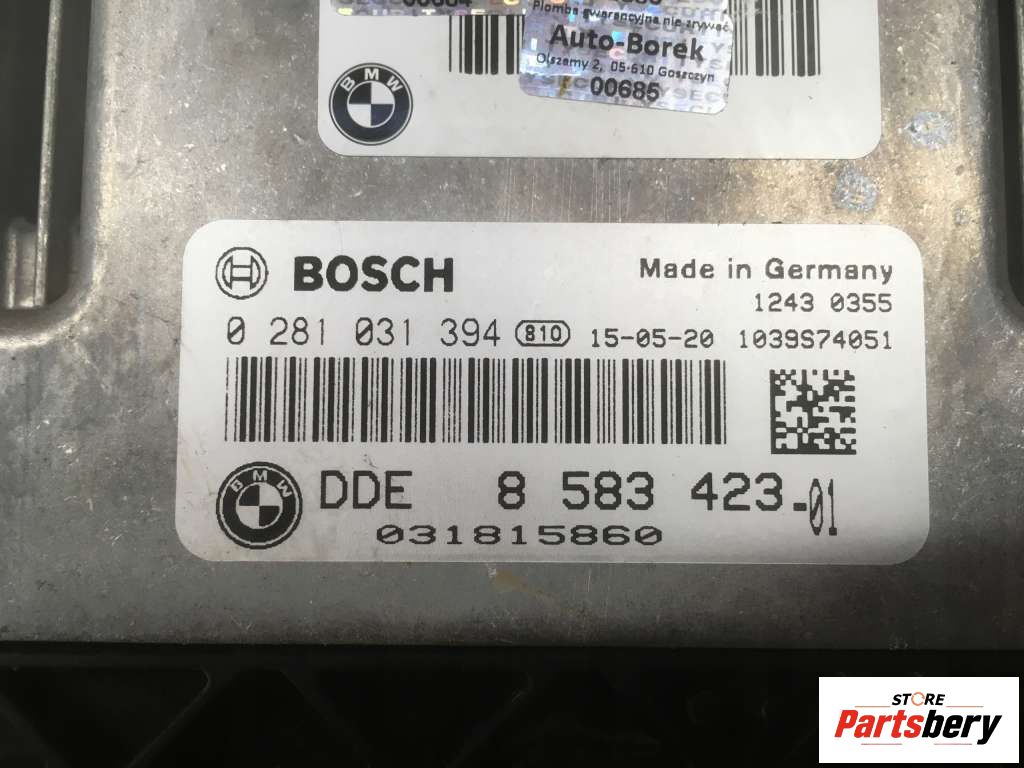 Plomba gwarancyjna nie zrywać
Auto-Borek
Olszamy 2, 05-610 Goszczyn
00685
BMW
BOSCH
Made in Germany
1243 0355
0 281 031 394 810 15-05-20 1039S74051
BMW
DDE 8 583 423-01
031815860
STORE
Partsbery